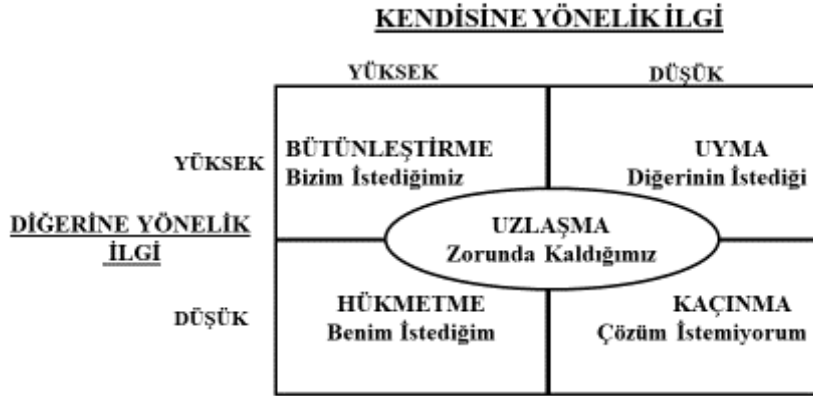 KENDİSİNE YÖNELİK İLGİ
YÜKSEK DÜŞÜK
YÜKSEK
BÜTÜNLEŞTİRME
Bizim İstediğimiz
UYMA
Diğerinin İstediği
DİĞERİNE YÖNELİK
İLGİ
UZLAŞMA
Zorunda Kaldığımız
DÜŞÜK
HÜKMETME
Benim İstediğim
KAÇINMA
Çözüm İstemiyorum